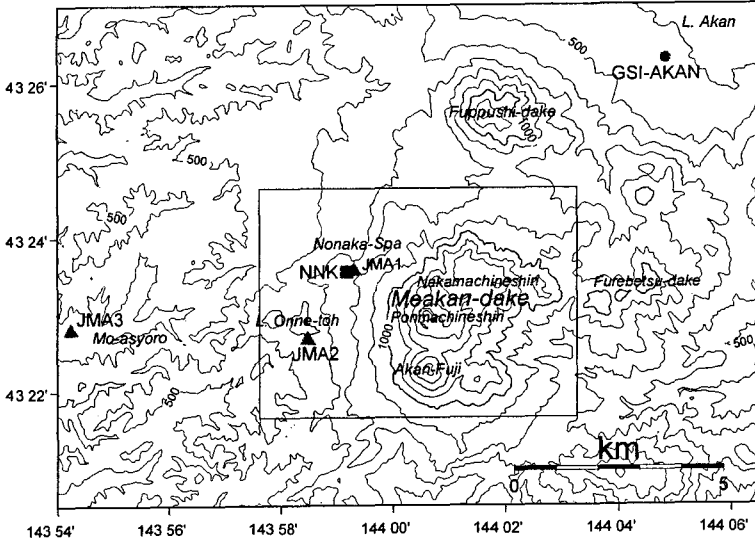 L. Akan
500
GSI-AKAN
43 26'
Fuppushi-dake
1000
500
500
43 24'
Nonaka-Spa
NNK JMA1
Nakamachineshin
Furebetsu-dake
Meakan-dake
JMA3
L. Onne-toh
Ponmachineshin
Mo-asyoro
1000
JMA2
500
Akan-Fuji
43 22'
500
km
0 5
143 54' 143 56' 143 58' 144 00' 144 02' 144 04' 144 06'